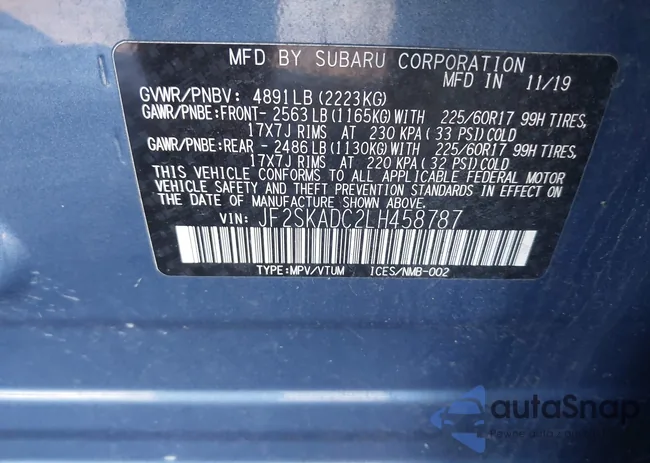 MFD BY SUBARU CORPORATION
MFD IN 11/19
GVWR/PNBV: 4891LB (2223KG)
GAWR/PNBE:FRONT- 2563 LB (1165KG)WITH 225/60R17 99H TIRES,
17X7J RIMS AT 230 KPA ( 33 PSI) COLD
GAWR/PNBE:REAR - 2486 LB (1130KG)WITH 225/60R17 99H TIRES,
17X7J RIMS AT 220 KPA ( 32 PSI) COLD
THIS VEHICLE CONFORMS TO ALL APPLICABLE FEDERAL MOTOR
VEHICLE SAFETY AND THEFT PREVENTION STANDARDS IN EFFECT ON
THE DATE OF MANUFACTURE SHOWN ABOVE.
VIN: JF2SKADC2LH458787
TYPE:MPV/VTUM ICES/NMB-002
autaSnap
Pewne auto z USA